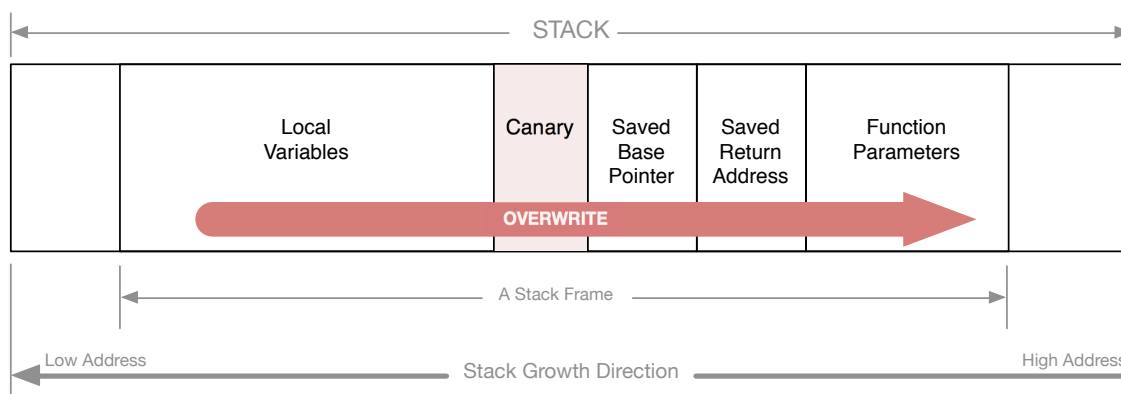 STACK
Local
Variables
Canary
Saved
Base
Pointer
Saved
Return
Address
Function
Parameters
OVERWRITE
A Stack Frame
Low Address
High Address
Stack Growth Direction